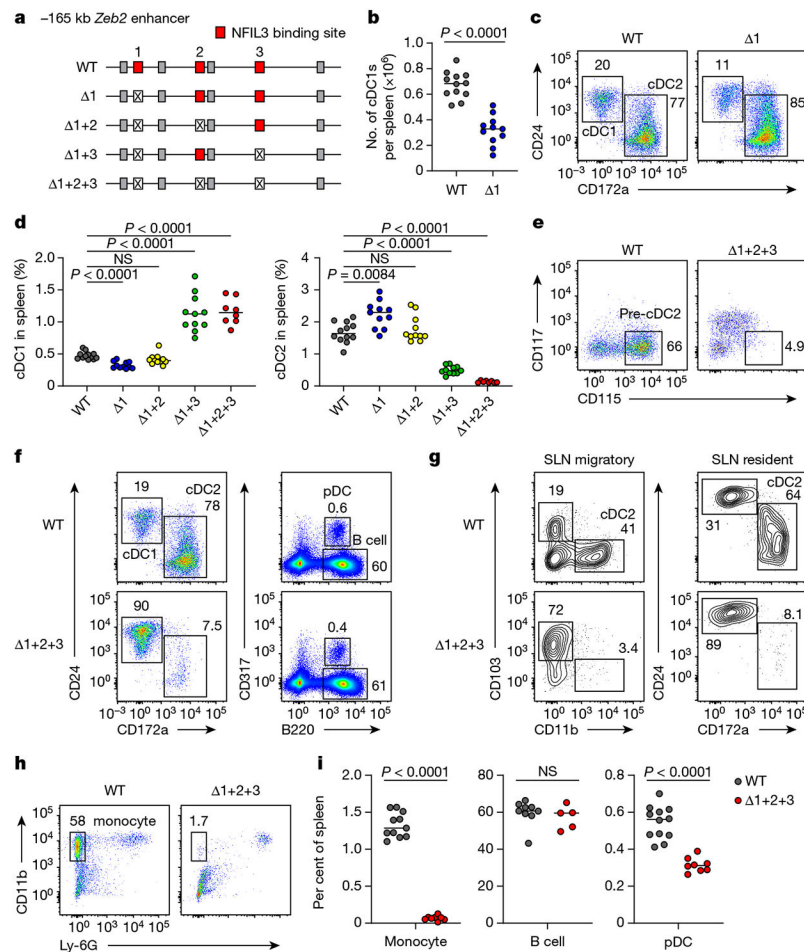 a
–165 kb Zeb2 enhancer
NFIL3 binding site
1 2 3
WT
Δ1
Δ1+2
Δ1+3
Δ1+2+3
b
P < 0.0001
No. of cDC1s
per spleen (×10⁶)
1.0
0.8
0.6
0.4
0.2
0
WT Δ1
c
WT Δ1
CD24
10⁵
10⁴
10³
10⁰
20
cDC2
77
cDC1
11
85
10⁻³ 10⁰ 10³ 10⁴ 10⁵
CD172a
d
P < 0.0001
P < 0.0001
NS
P < 0.0001
cDC1 in spleen (%)
2.0
1.5
1.0
0.5
0
WT Δ1 Δ1+2 Δ1+3 Δ1+2+3
P < 0.0001
P < 0.0001
NS
P = 0.0084
cDC2 in spleen (%)
4
3
2
1
0
WT Δ1 Δ1+2 Δ1+3 Δ1+2+3
e
WT Δ1+2+3
CD117
10⁵
10⁴
10³
10⁰
Pre-cDC2
66
4.9
10⁰ 10³ 10⁴ 10⁵
10⁰ 10³ 10⁴ 10⁵
CD115
f
WT
19
cDC2
78
cDC1
pDC
0.6
B cell
60
Δ1+2+3
CD24
10⁵
10⁴
10³
10⁰
90
7.5
10⁻³ 10⁰ 10³ 10⁴ 10⁵
CD172a
CD317
10⁵
10⁴
10³
10⁰
0.4
61
10⁰ 10³ 10⁴ 10⁵
B220
g
SLN migratory SLN resident
WT
19
cDC2
41
cDC2
64
31
Δ1+2+3
CD103
10⁵
10⁴
10³
10⁰
72
3.4
10⁰ 10³ 10⁴ 10⁵
CD11b
CD24
10⁵
10⁴
10³
10⁰
8.1
89
10⁰ 10³ 10⁴ 10⁵
CD172a
h
WT Δ1+2+3
CD11b
10⁵
10⁴
10³
10⁰
58 monocyte
1.7
10⁰ 10³ 10⁴ 10⁵
10⁰ 10³ 10⁴ 10⁵
Ly-6G
i
Per cent of spleen
P < 0.0001
2.0
1.5
1.0
0.5
0
Monocyte
NS
80
60
40
20
0
B cell
P < 0.0001
0.8
0.6
0.4
0.2
0
pDC
WT
Δ1+2+3